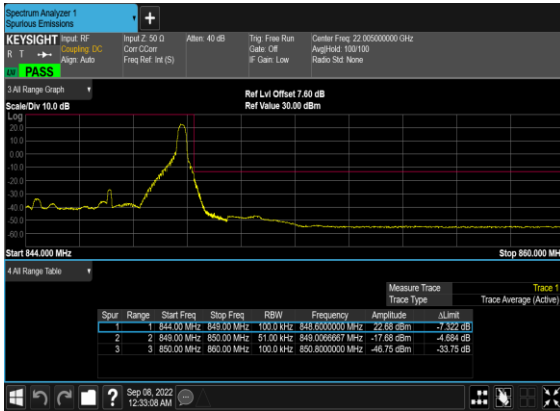 Spectrum Analyzer 1
Spurious Emissions
KEYSIGHT Input: RF Input Z: 50 Ω Atten: 40 dB Trig: Free Run Center Freq: 22.005000000 GHz
R T Coupling: DC Corr CCorr Gate: Off Avg|Hold: 100/100
Align: Auto Freq Ref: Int (S) IF Gain: Low Radio Std: None
PASS
3 All Range Graph
Ref Lvl Offset 7.60 dB
Scale/Div 10.0 dB Ref Value 30.00 dBm
Log
20.0
10.0
0.00
-10.0
-20.0
-30.0
-40.0
-50.0
-60.0
Start 844.000 MHz Stop 860.000 MH
4 All Range Table
Measure Trace Trace 1
Trace Type Trace Average (Active)
Spur Range Start Freq Stop Freq RBW Frequency Amplitude ΔLimit
1 1 844.00 MHz 849.00 MHz 100.0 kHz 848.6000000 MHz 22.68 dBm -7.322 dB
2 2 849.00 MHz 850.00 MHz 51.00 kHz 849.0066667 MHz -17.68 dBm -4.684 dB
3 3 850.00 MHz 860.00 MHz 100.0 kHz 850.8000000 MHz -46.75 dBm -33.75 dB
Sep 08, 2022
12:33:08 AM